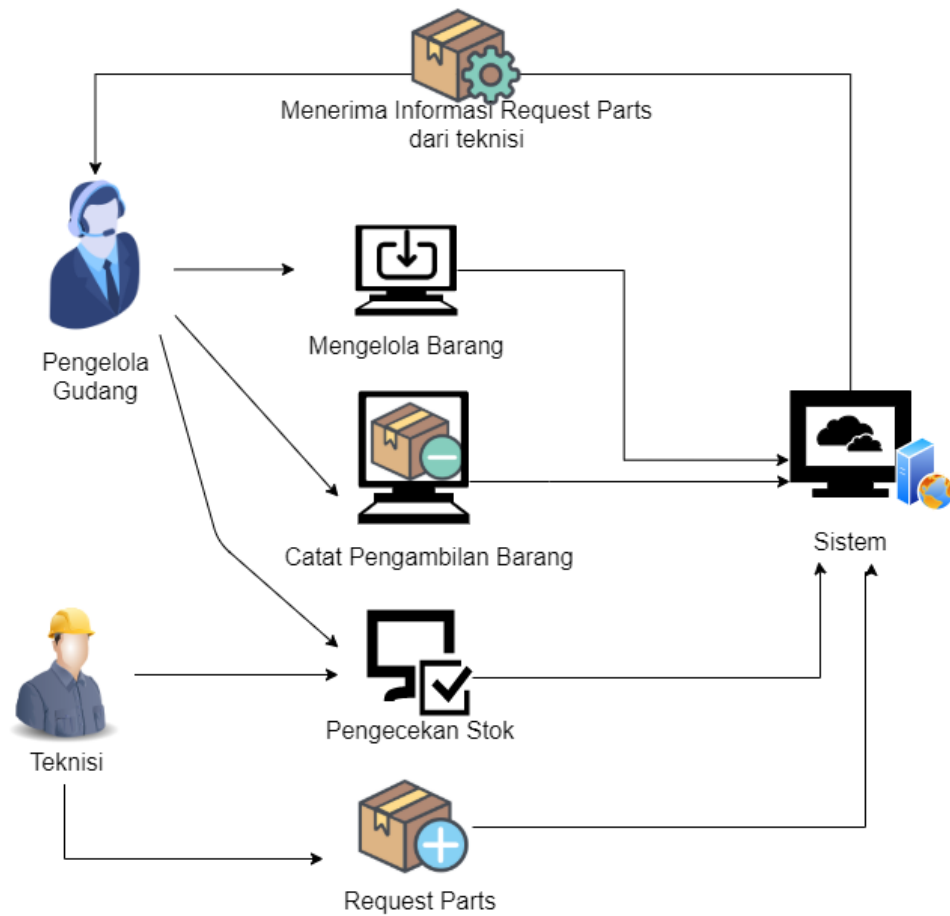 Menerima Informasi Request Parts
dari teknisi
Pengelola
Gudang
Mengelola Barang
Catat Pengambilan Barang
Sistem
Teknisi
Pengecekan Stok
Request Parts